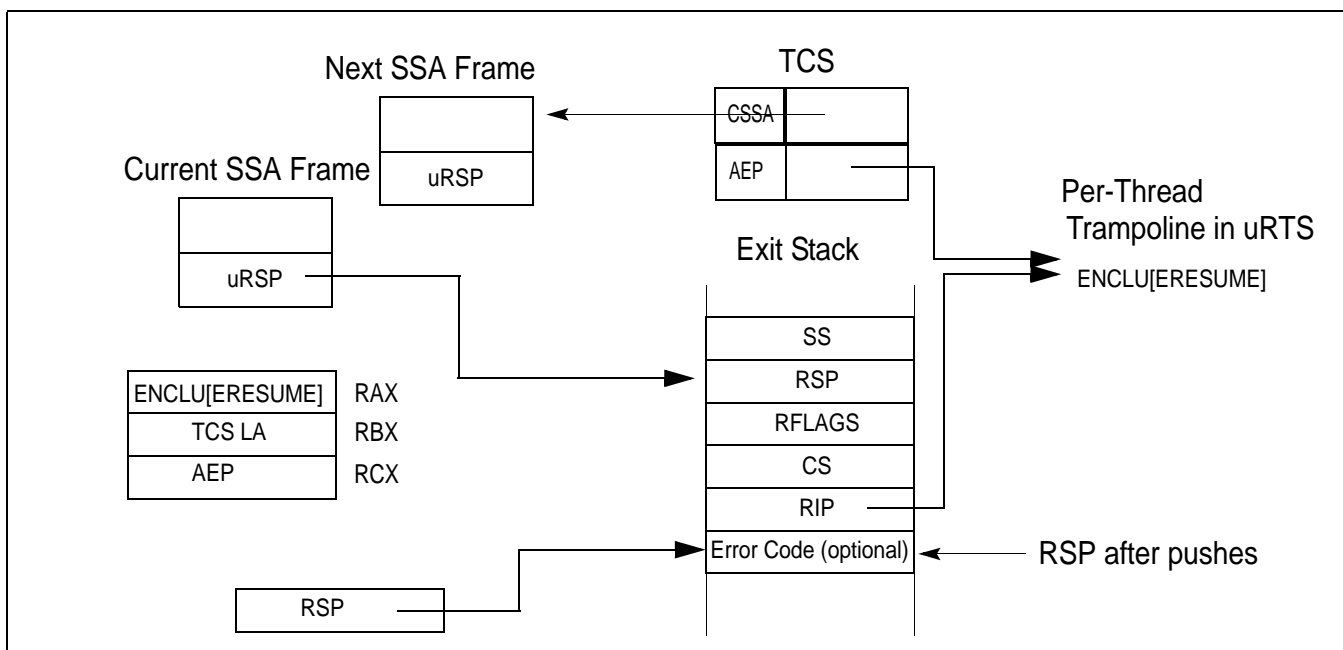 Next SSA Frame
TCS
CSSA
AEP
uRSP
Current SSA Frame
uRSP
Per-Thread
Trampoline in uRTS
ENCLU[ERESUME]
Exit Stack
SS
RSP
RFLAGS
CS
RIP
Error Code (optional)
RSP after pushes
ENCLU[ERESUME] RAX
TCS LA RBX
AEP RCX
RSP